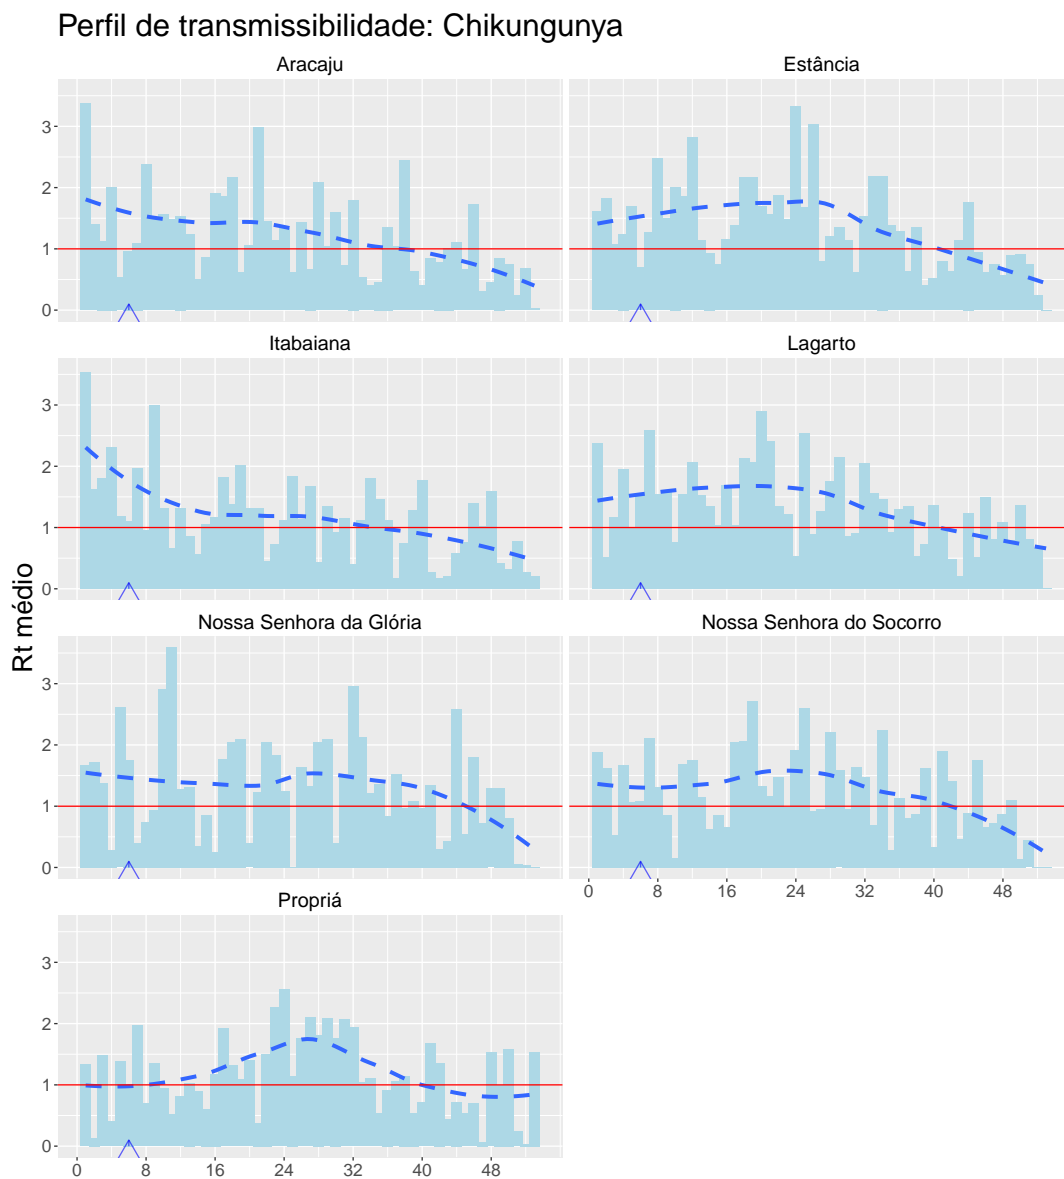 Perfil de transmissibilidade: Chikungunya
Aracaju
Estância
3
2
1
0
Itabaiana
Lagarto
3
2
1
0
Nossa Senhora da Glória
Nossa Senhora do Socorro
Rt médio
3
2
1
0
0 8 16 24 32 40 48
Propriá
3
2
1
0
0 8 16 24 32 40 48